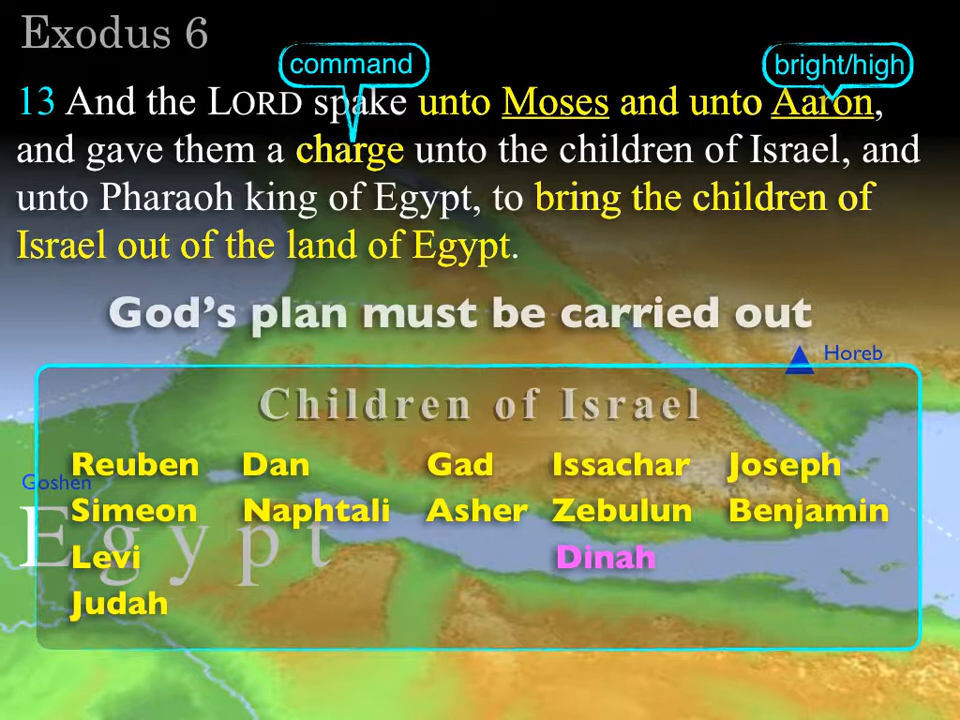 Exodus 6
command
bright/high
13 And the LORD spake unto Moses and unto Aaron,
and gave them a charge unto the children of Israel, and
unto Pharaoh king of Egypt, to bring the children of
Israel out of the land of Egypt.
God's plan must be carried out
Horeb
Children of Israel
Reuben Dan Gad Issachar Joseph
Goshen
Simeon Naphtali Asher Zebulun Benjamin
Egypt
Levi Dinah
Judah